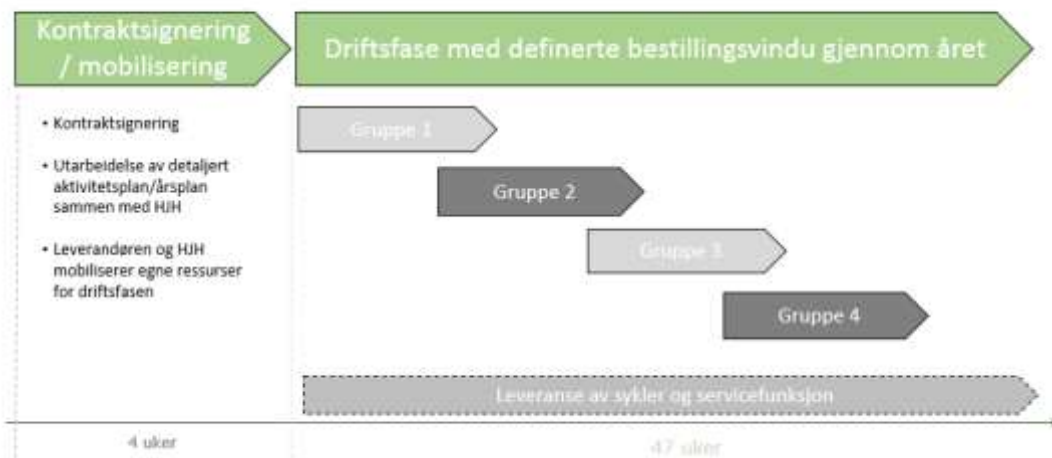 Kontraktsignering
/ mobilisering
Driftsfase med definerte bestillingsvindu gjennom året
• Kontraktsignering
• Utarbeidelse av detaljert
aktivitetsplan/årsplan
sammen med HJH
• Leverandøren og HJH
mobiliserer egne ressurser
for driftsfasen
Gruppe 1
Gruppe 2
Gruppe 3
Gruppe 4
Leveranse av sykler og servicefunksjon
4 uker
47 uker